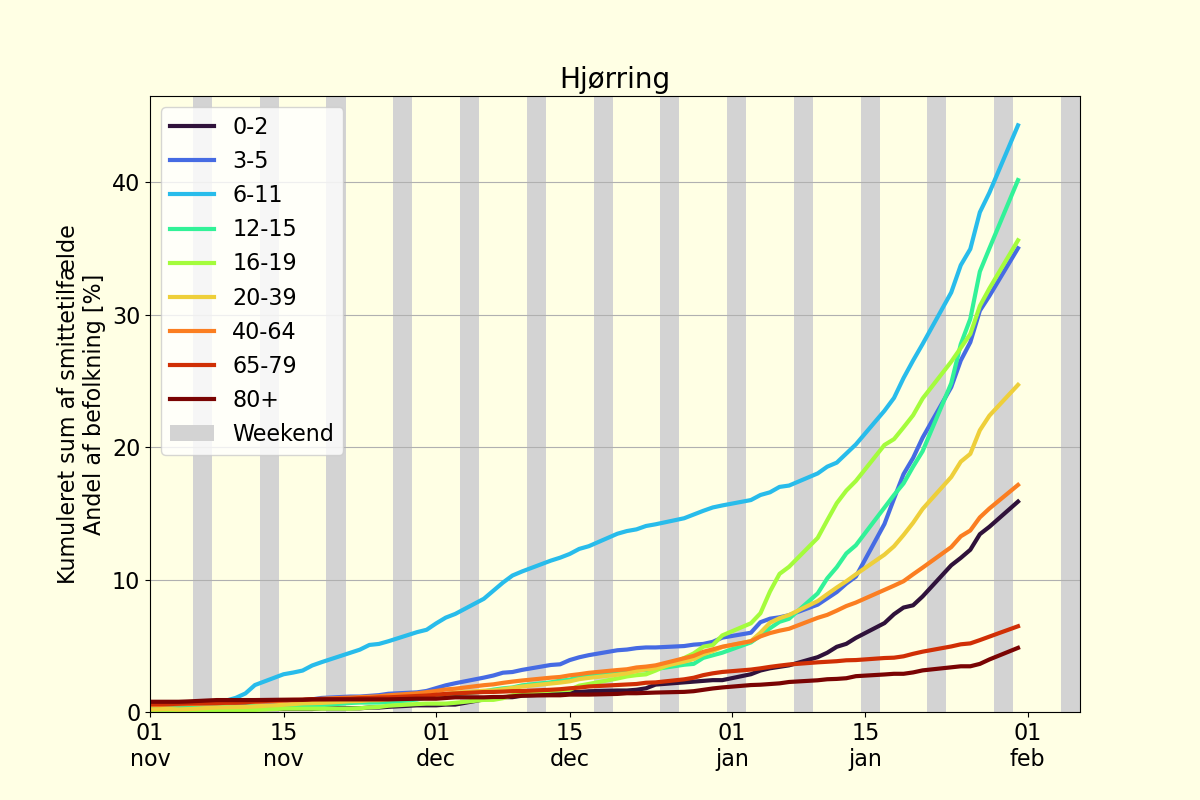 Hjørring
Kumuleret sum af smittetilfælde
Andel af befolkning [%]
0-2
3-5
6-11
12-15
16-19
20-39
40-64
65-79
80+
Weekend
40
30
20
10
0
01 nov
15 nov
01 dec
15 dec
01 jan
15 jan
01 feb